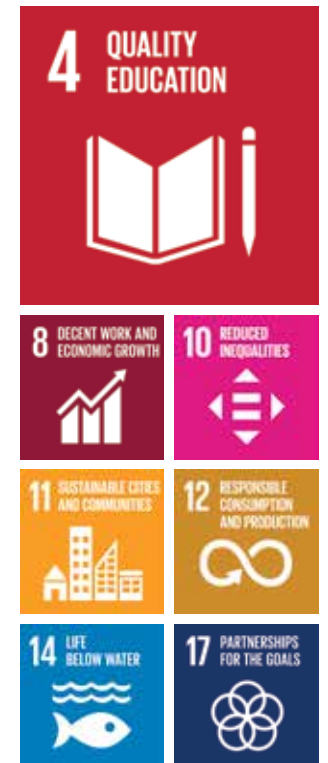 4 QUALITY
EDUCATION
8 DECENT WORK AND
ECONOMIC GROWTH
10 REDUCED
INEQUALITIES
11 SUSTAINABLE CITIES
AND COMMUNITIES
12 RESPONSIBLE
CONSUMPTION
AND PRODUCTION
14 LIFE
BELOW WATER
17 PARTNERSHIPS
FOR THE GOALS